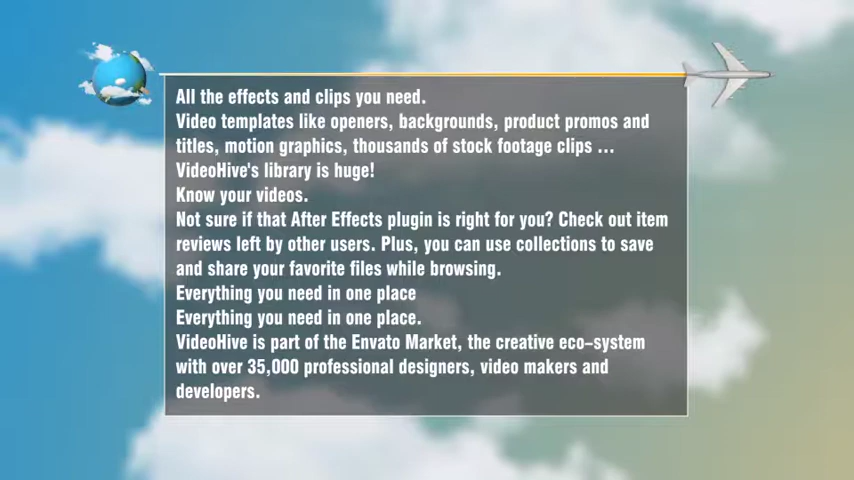 All the effects and clips you need.
Video templates like openers, backgrounds, product promos and
titles, motion graphics, thousands of stock footage clips ...
VideoHive's library is huge!
Know your videos.
Not sure if that After Effects plugin is right for you? Check out item
reviews left by other users. Plus, you can use collections to save
and share your favorite files while browsing.
Everything you need in one place
Everything you need in one place.
VideoHive is part of the Envato Market, the creative eco-system
with over 35,000 professional designers, video makers and
developers.